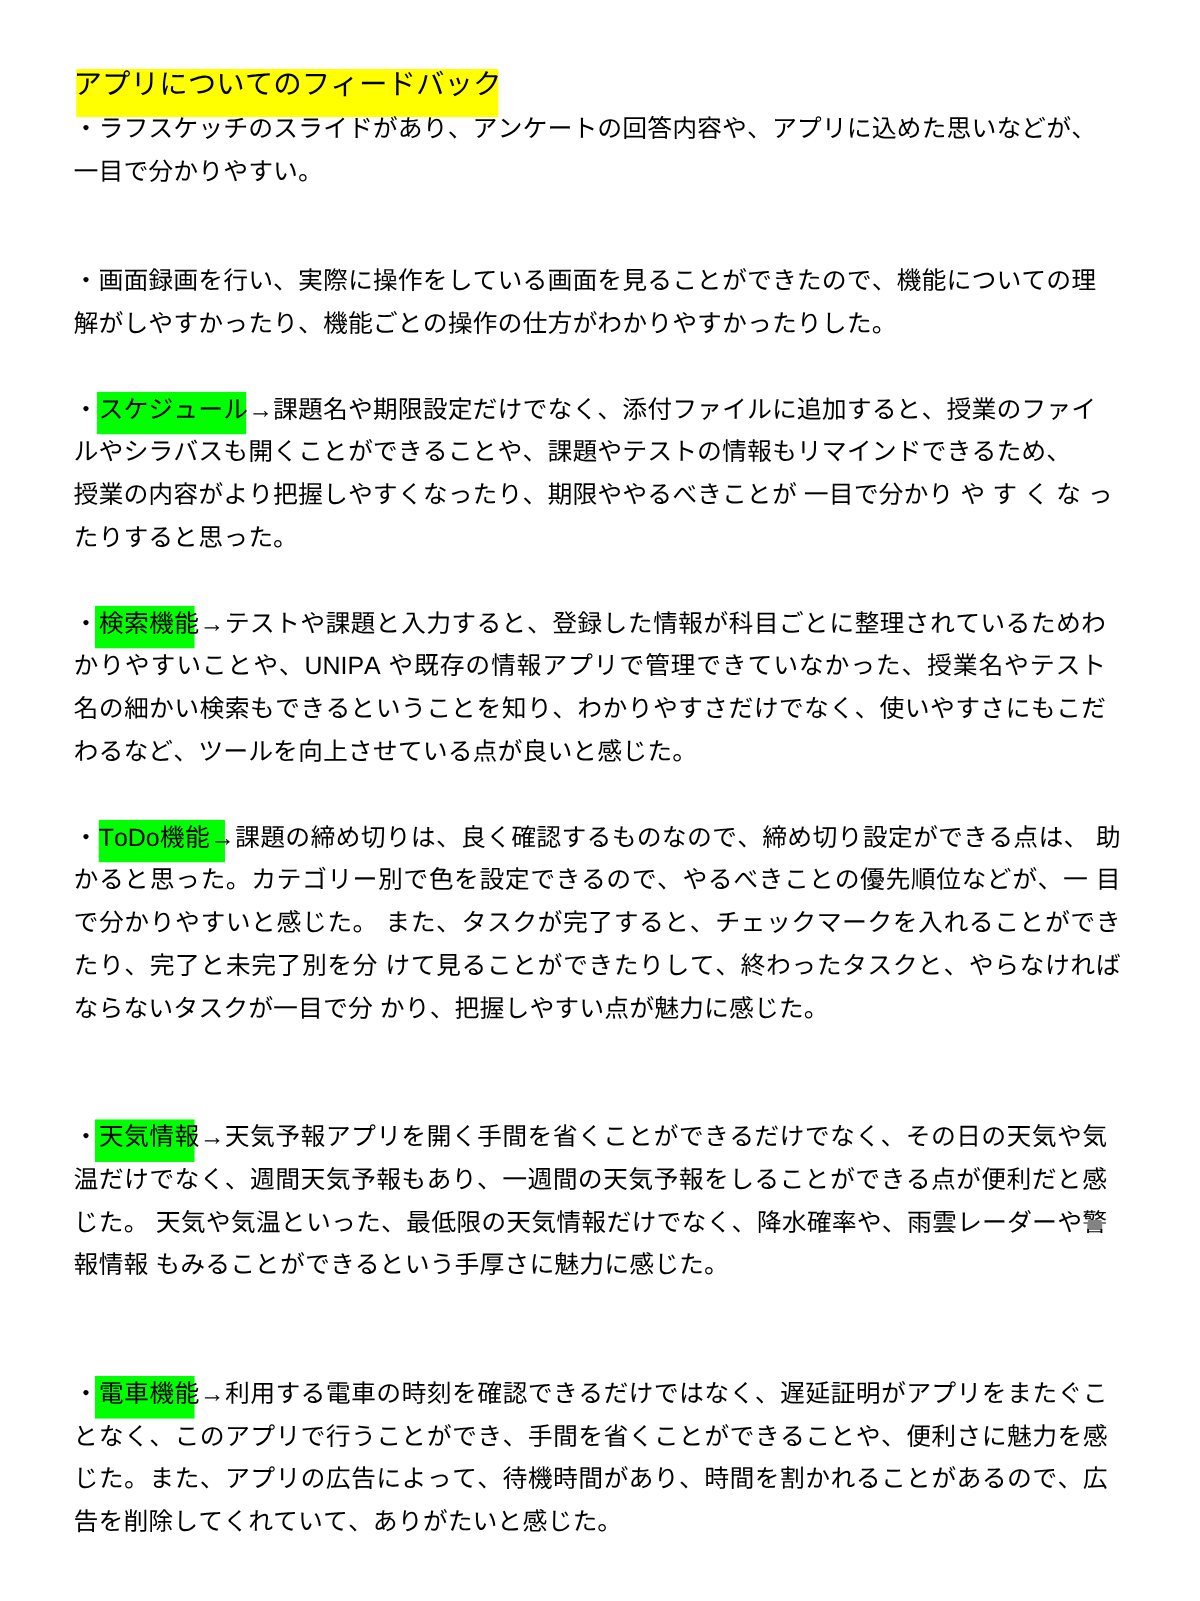 アプリについてのフィードバック
・ラフスケッチのスライドがあり、アンケートの回答内容や、アプリに込めた思いなどが、
一目で分かりやすい。
・画面録画を行い、実際に操作をしている画面を見ることができたので、機能についての理
解がしやすかったり、機能ごとの操作の仕方がわかりやすかったりした。
・スケジュール→課題名や期限設定だけでなく、添付ファイルに追加すると、授業のファイ
ルやシラバスも開くことができることや、課題やテストの情報もリマインドできるため、
授業の内容がより把握しやすくなったり、期限ややるべきことが 一目で分かり や す く な っ
たりすると思った。
・検索機能→テストや課題と入力すると、登録した情報が科目ごとに整理されているためわ
かりやすいことや、UNIPA や既存の情報アプリで管理できていなかった、授業名やテスト
名の細かい検索もできるということを知り、わかりやすさだけでなく、使いやすさにもこだ
わるなど、ツールを向上させている点が良いと感じた。
・ToDo機能→課題の締め切りは、良く確認するものなので、締め切り設定ができる点は、 助
かると思った。カテゴリー別で色を設定できるので、やるべきことの優先順位などが、一 目
で分かりやすいと感じた。 また、タスクが完了すると、チェックマークを入れることができ
たり、完了と未完了別を分 けて見ることができたりして、終わったタスクと、やらなければ
ならないタスクが一目で分 かり、把握しやすい点が魅力に感じた。
・天気情報→天気予報アプリを開く手間を省くことができるだけでなく、その日の天気や気
温だけでなく、週間天気予報もあり、一週間の天気予報をしることができる点が便利だと感
じた。 天気や気温といった、最低限の天気情報だけでなく、降水確率や、雨雲レーダーや警
報情報 もみることができるという手厚さに魅力に感じた。
・電車機能→利用する電車の時刻を確認できるだけではなく、遅延証明がアプリをまたぐこ
となく、このアプリで行うことができ、手間を省くことができることや、便利さに魅力を感
じた。また、アプリの広告によって、待機時間があり、時間を割かれることがあるので、広
告を削除してくれていて、ありがたいと感じた。